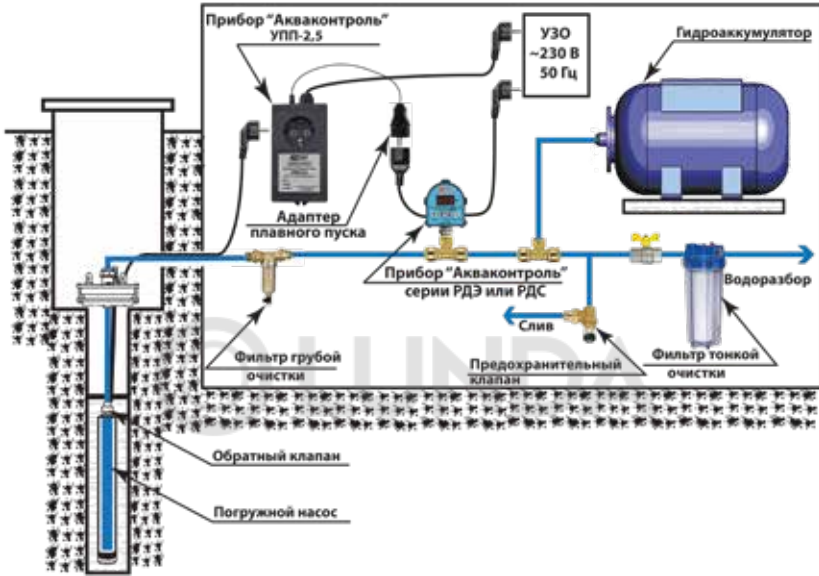 Прибор "Акваконтроль"
УПП-2,5
УЗО
~230 В
50 Гц
Гидроаккумулятор
Адаптер
плавного пуска
Прибор "Акваконтроль"
серии РДЭ или РДС
Водоразбор
Слив
Фильтр грубой
очистки
Предохранительный
клапан
Фильтр тонкой
очистки
LUNDA
Обратный клапан
Погружной насос